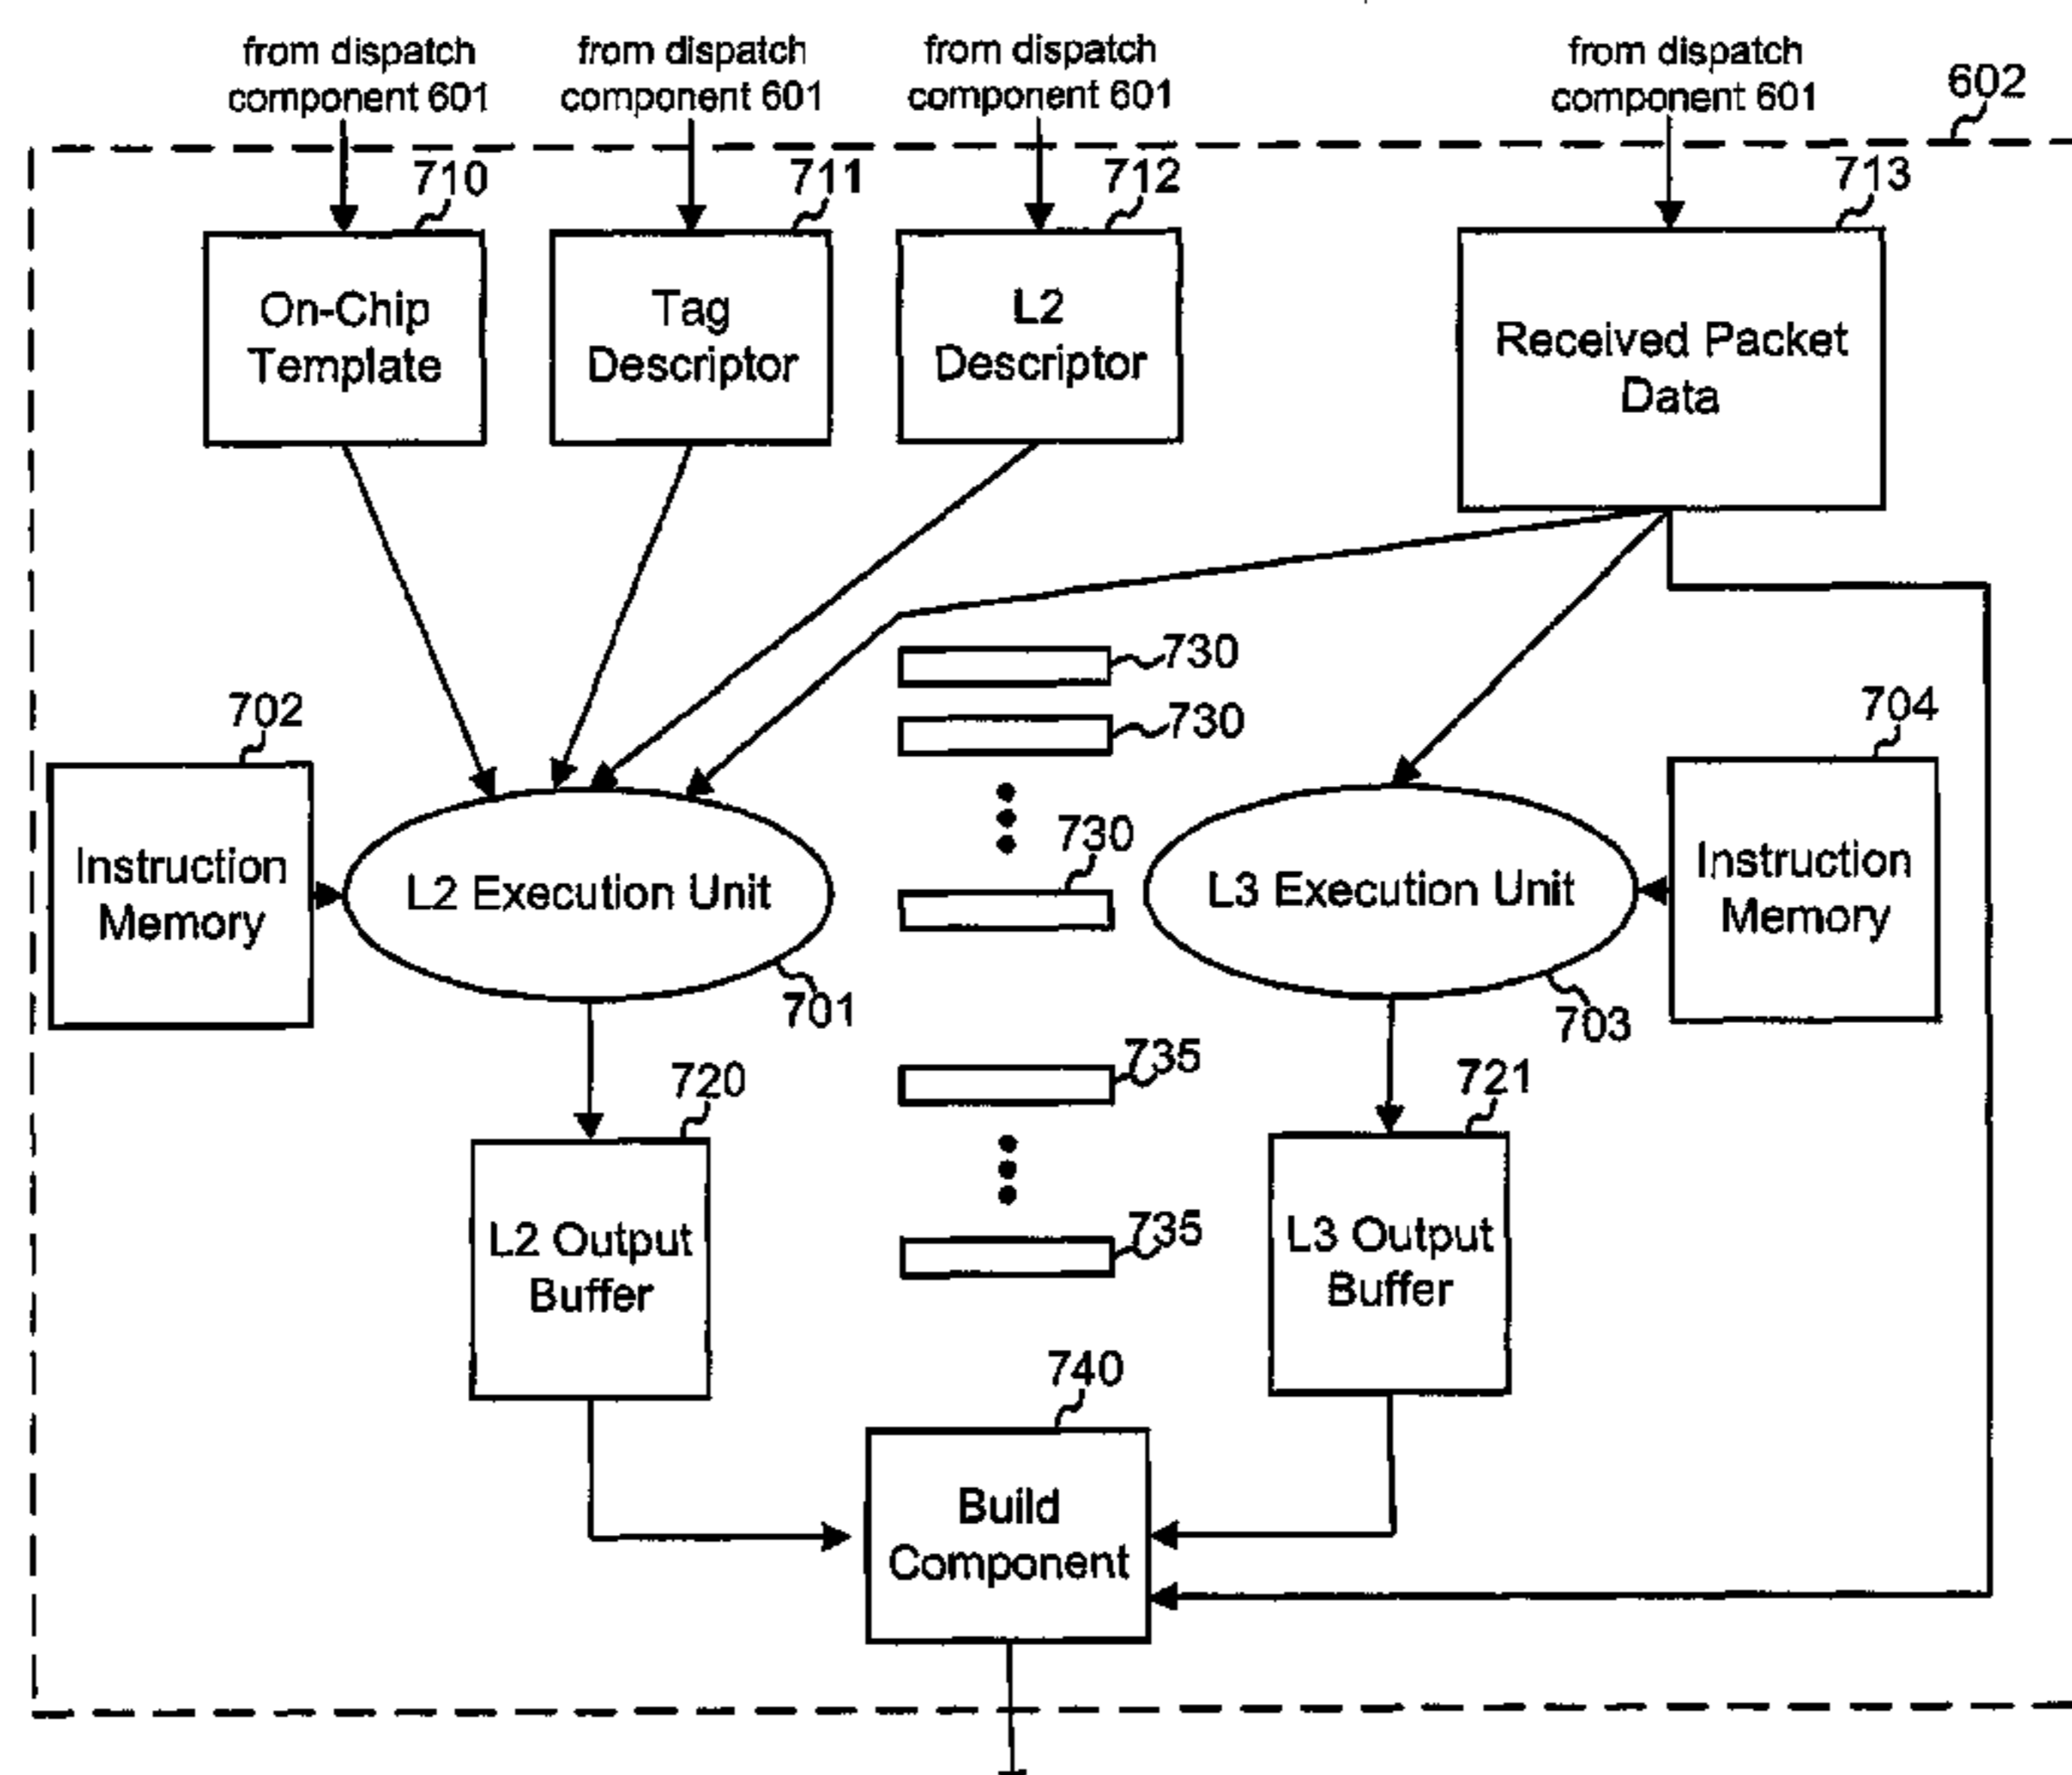 from dispatch
component 601
from dispatch
component 601
from dispatch
component 601
from dispatch
component 601
602
710
711
712
713
On-Chip
Template
Tag
Descriptor
L2
Descriptor
Received Packet
Data
730
730
702
704
730
Instruction
Memory
L2 Execution Unit
L3 Execution Unit
Instruction
Memory
701
703
735
720
721
L2 Output
Buffer
735
L3 Output
Buffer
740
Build
Component